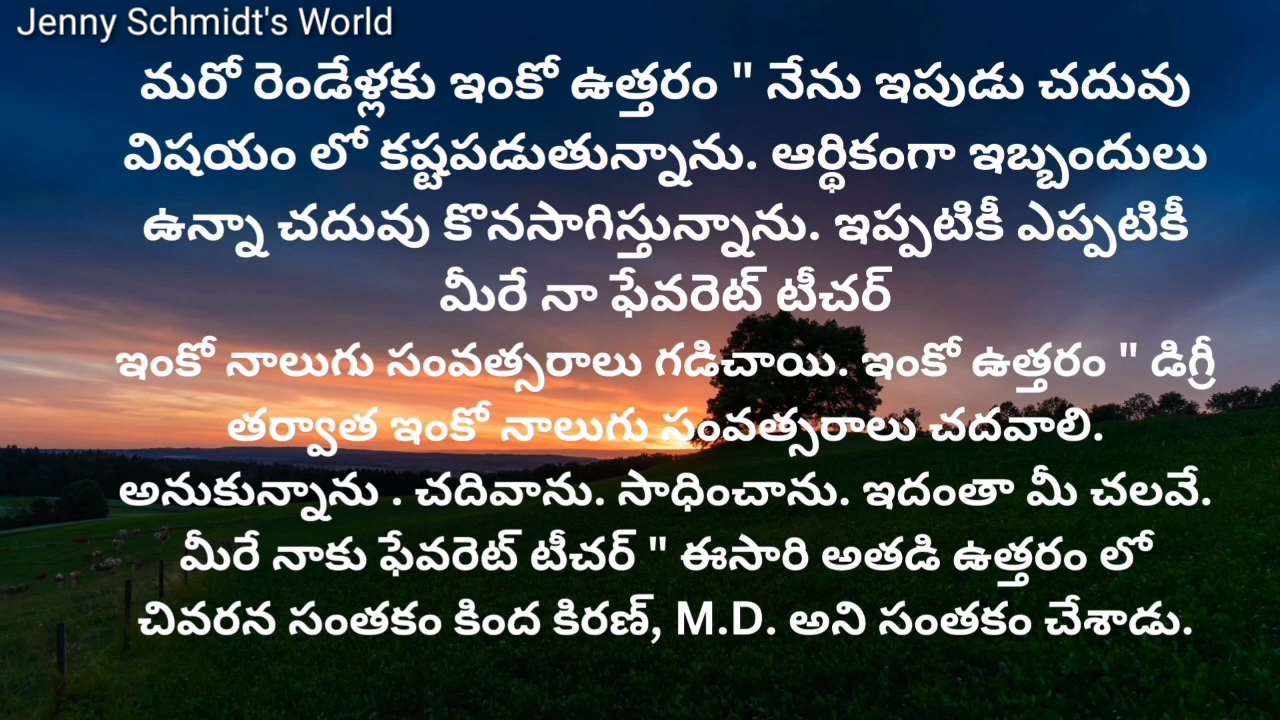 Jenny Schmidt's World
మరో రెండేళ్లకు ఇంకో ఉత్తరం " నేను ఇపుడు చదువు
విషయం లో కష్టపడుతున్నాను. ఆర్థికంగా ఇబ్బందులు
ఉన్నా చదువు కొనసాగిస్తున్నాను. ఇప్పటికీ ఎప్పటికీ
మీరే నా ఫేవరెట్ టీచర్
ఇంకో నాలుగు సంవత్సరాలు గడిచాయి. ఇంకో ఉత్తరం " డిగ్రీ
తర్వాత ఇంకో నాలుగు సంవత్సరాలు చదవాలి.
అనుకున్నాను . చదివాను. సాధించాను. ఇదంతా మీ చలవే.
మీరే నాకు ఫేవరెట్ టీచర్ " ఈసారి అతడి ఉత్తరం లో
చివరన సంతకం కింద కిరణ్, M.D. అని సంతకం చేశాడు.